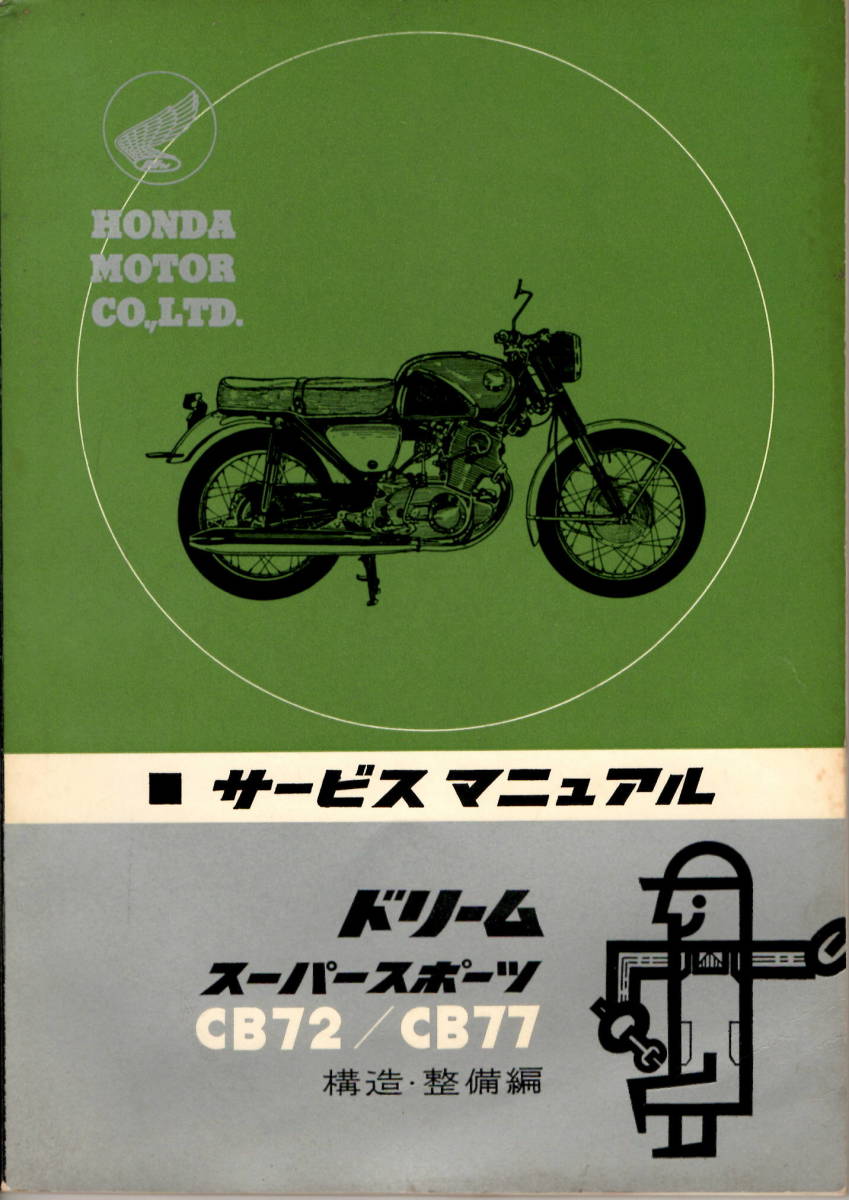 HONDA
MOTOR
CO.,LTD.
■ サービス マニュアル
ドリーム
スーパースポーツ
CB72/CB77
構造・整備編